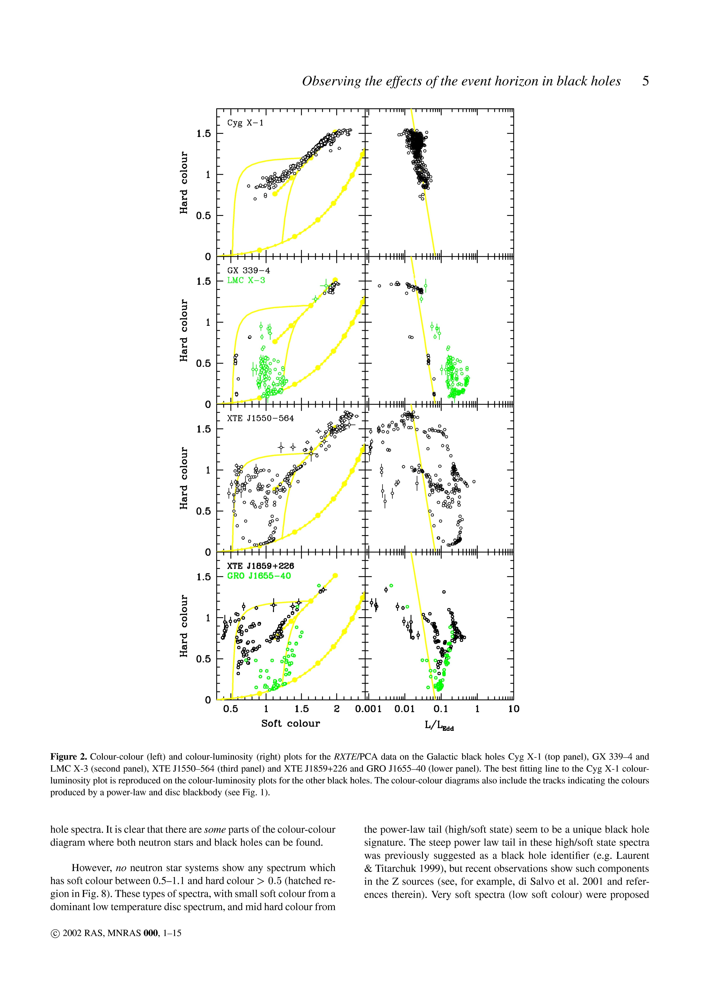 Observing the effects of the event horizon in black holes 5
Cyg X−1
Hard colour
1.5
1
0.5
0
GX 339−4
LMC X−3
Hard colour
1.5
1
0.5
0
XTE J1550−564
Hard colour
1.5
1
0.5
0
XTE J1859+226
GRO J1655−40
Hard colour
1.5
1
0.5
0
0.5 1 1.5 2 0.001 0.01 0.1 1 10
Soft colour L/LEdd
Figure 2. Colour-colour (left) and colour-luminosity (right) plots for the RXTE/PCA data on the Galactic black holes Cyg X-1 (top panel), GX 339–4 and
LMC X-3 (second panel), XTE J1550–564 (third panel) and XTE J1859+226 and GRO J1655–40 (lower panel). The best fitting line to the Cyg X-1 colour-
luminosity plot is reproduced on the colour-luminosity plots for the other black holes. The colour-colour diagrams also include the tracks indicating the colours
produced by a power-law and disc blackbody (see Fig. 1).
hole spectra. It is clear that there are some parts of the colour-colour
diagram where both neutron stars and black holes can be found.
However, no neutron star systems show any spectrum which
has soft colour between 0.5–1.1 and hard colour > 0.5 (hatched re-
gion in Fig. 8). These types of spectra, with small soft colour from a
dominant low temperature disc spectrum, and mid hard colour from
the power-law tail (high/soft state) seem to be a unique black hole
signature. The steep power law tail in these high/soft state spectra
was previously suggested as a black hole identifier (e.g. Laurent
& Titarchuk 1999), but recent observations show such components
in the Z sources (see, for example, di Salvo et al. 2001 and refer-
ences therein). Very soft spectra (low soft colour) were proposed
© 2002 RAS, MNRAS 000, 1–15